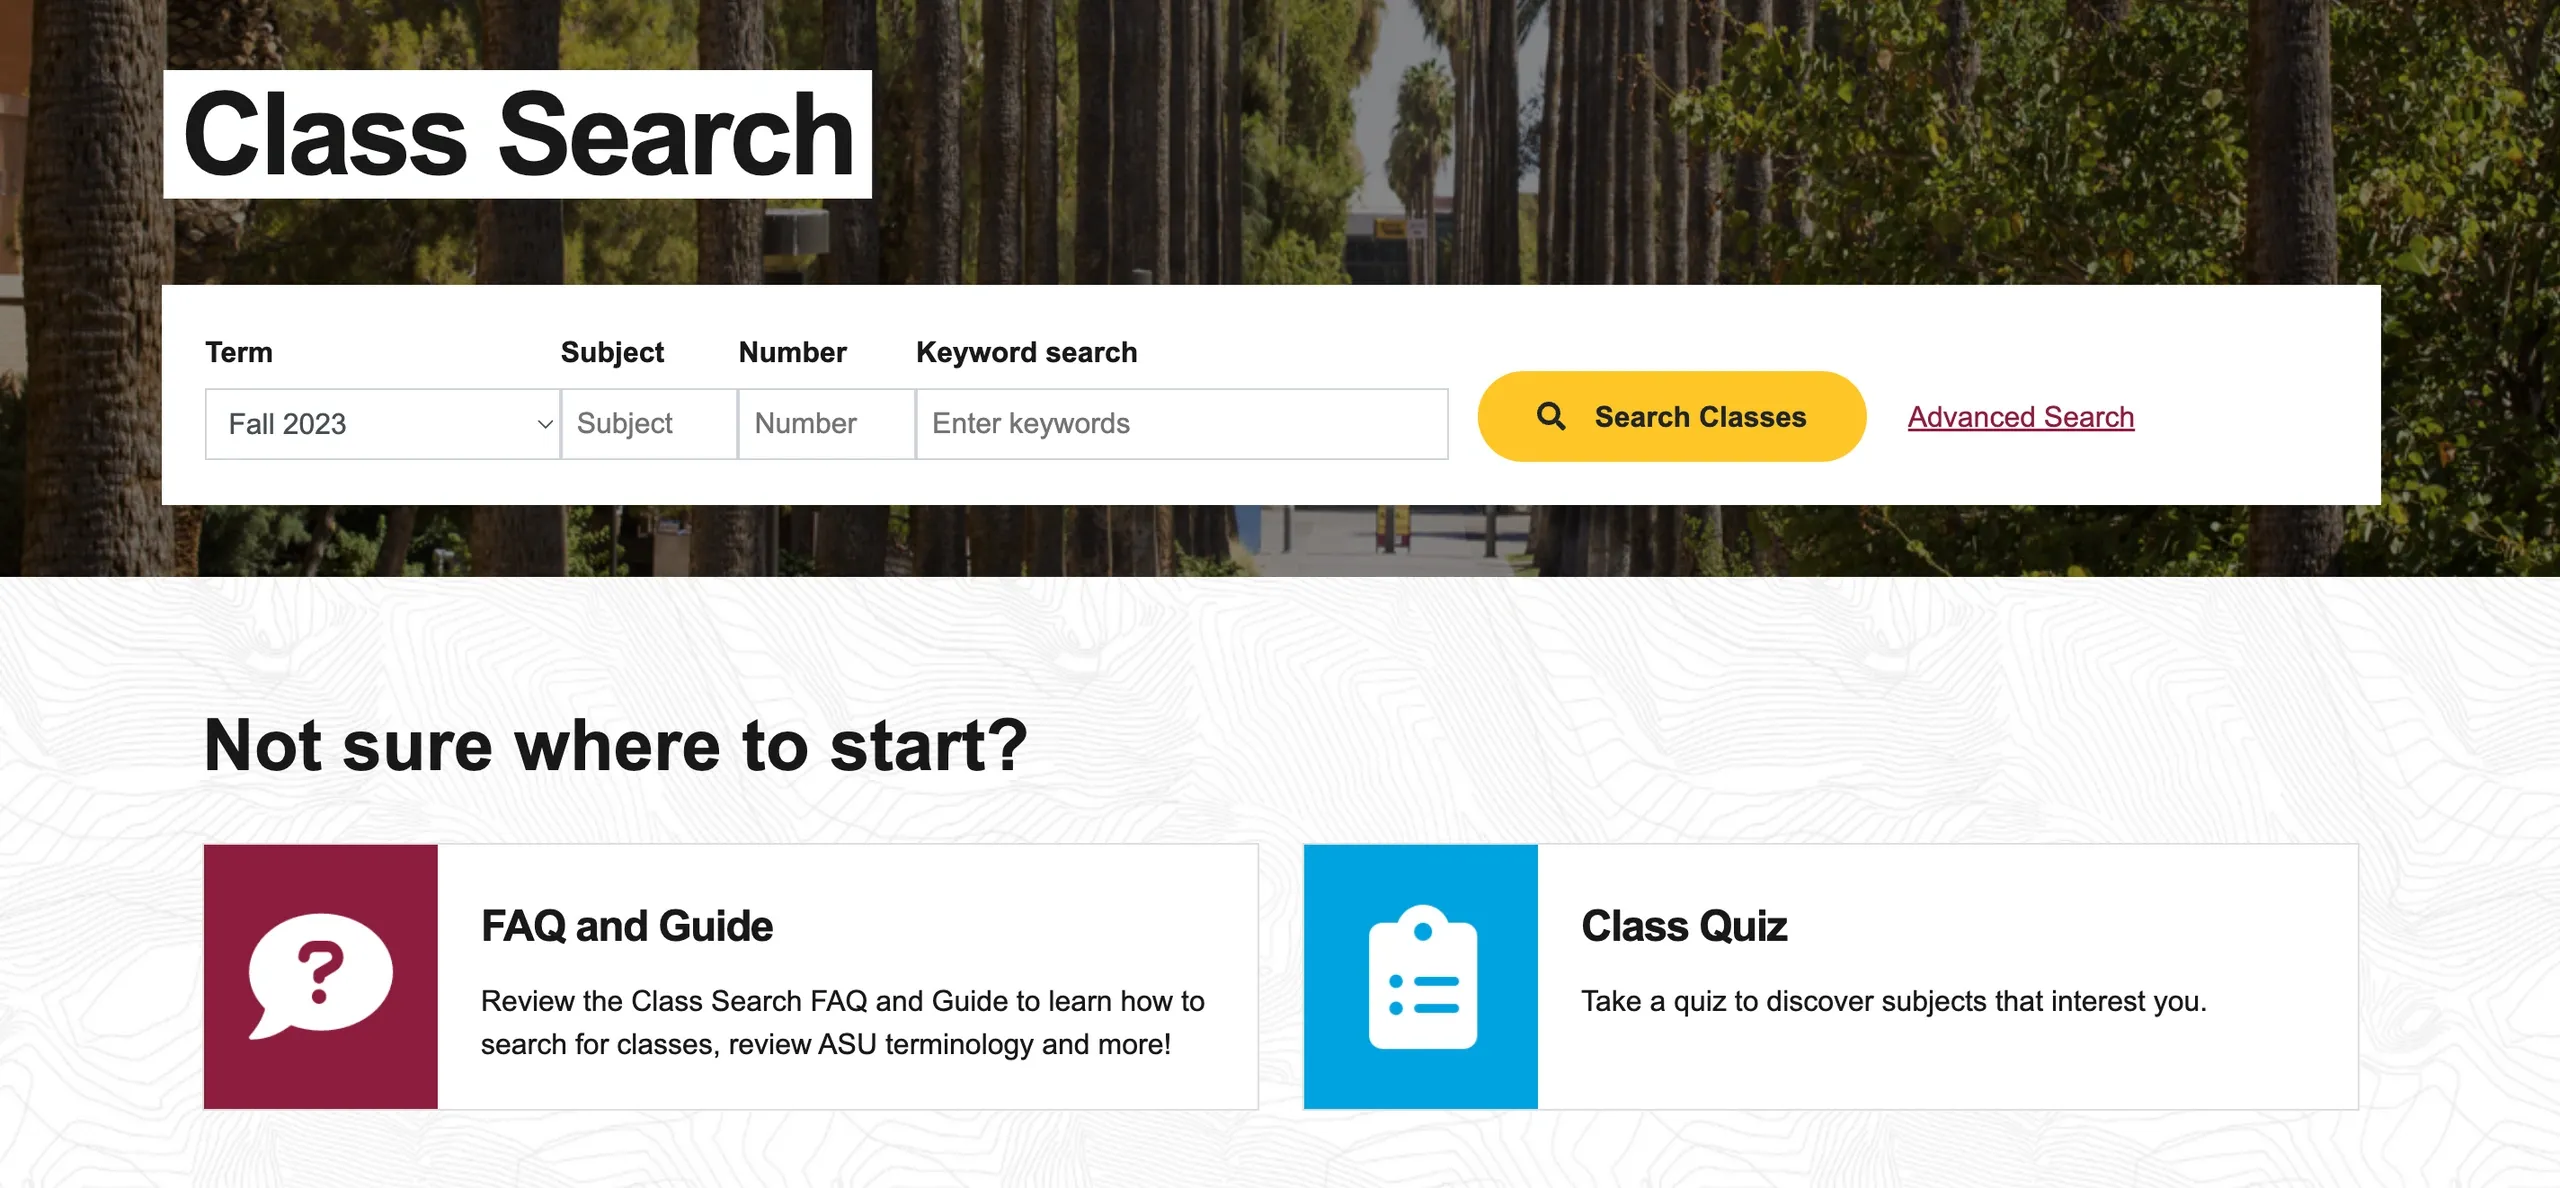 Class Search
Term
Subject
Number
Keyword search
Fall 2023
Subject
Number
Enter keywords
Search Classes
Advanced Search
Not sure where to start?
FAQ and Guide
Review the Class Search FAQ and Guide to learn how to
search for classes, review ASU terminology and more!
Class Quiz
Take a quiz to discover subjects that interest you.